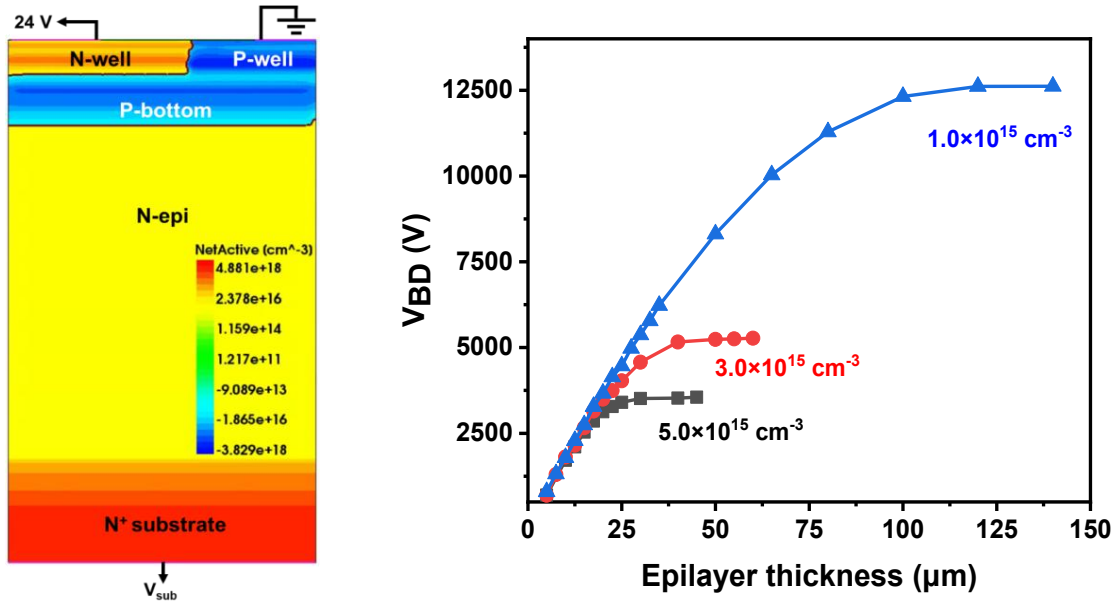 24 V
N-well
P-well
P-bottom
N-epi
NetActive (cm^-3)
4.881e+18
2.378e+16
1.159e+14
1.217e+11
-9.089e+13
-1.865e+16
-3.829e+18
N⁺ substrate
V_sub
V_BD (V)
12500
10000
7500
5000
2500
1.0×10¹⁵ cm⁻³
3.0×10¹⁵ cm⁻³
5.0×10¹⁵ cm⁻³
0 25 50 75 100 125 150
Epilayer thickness (μm)